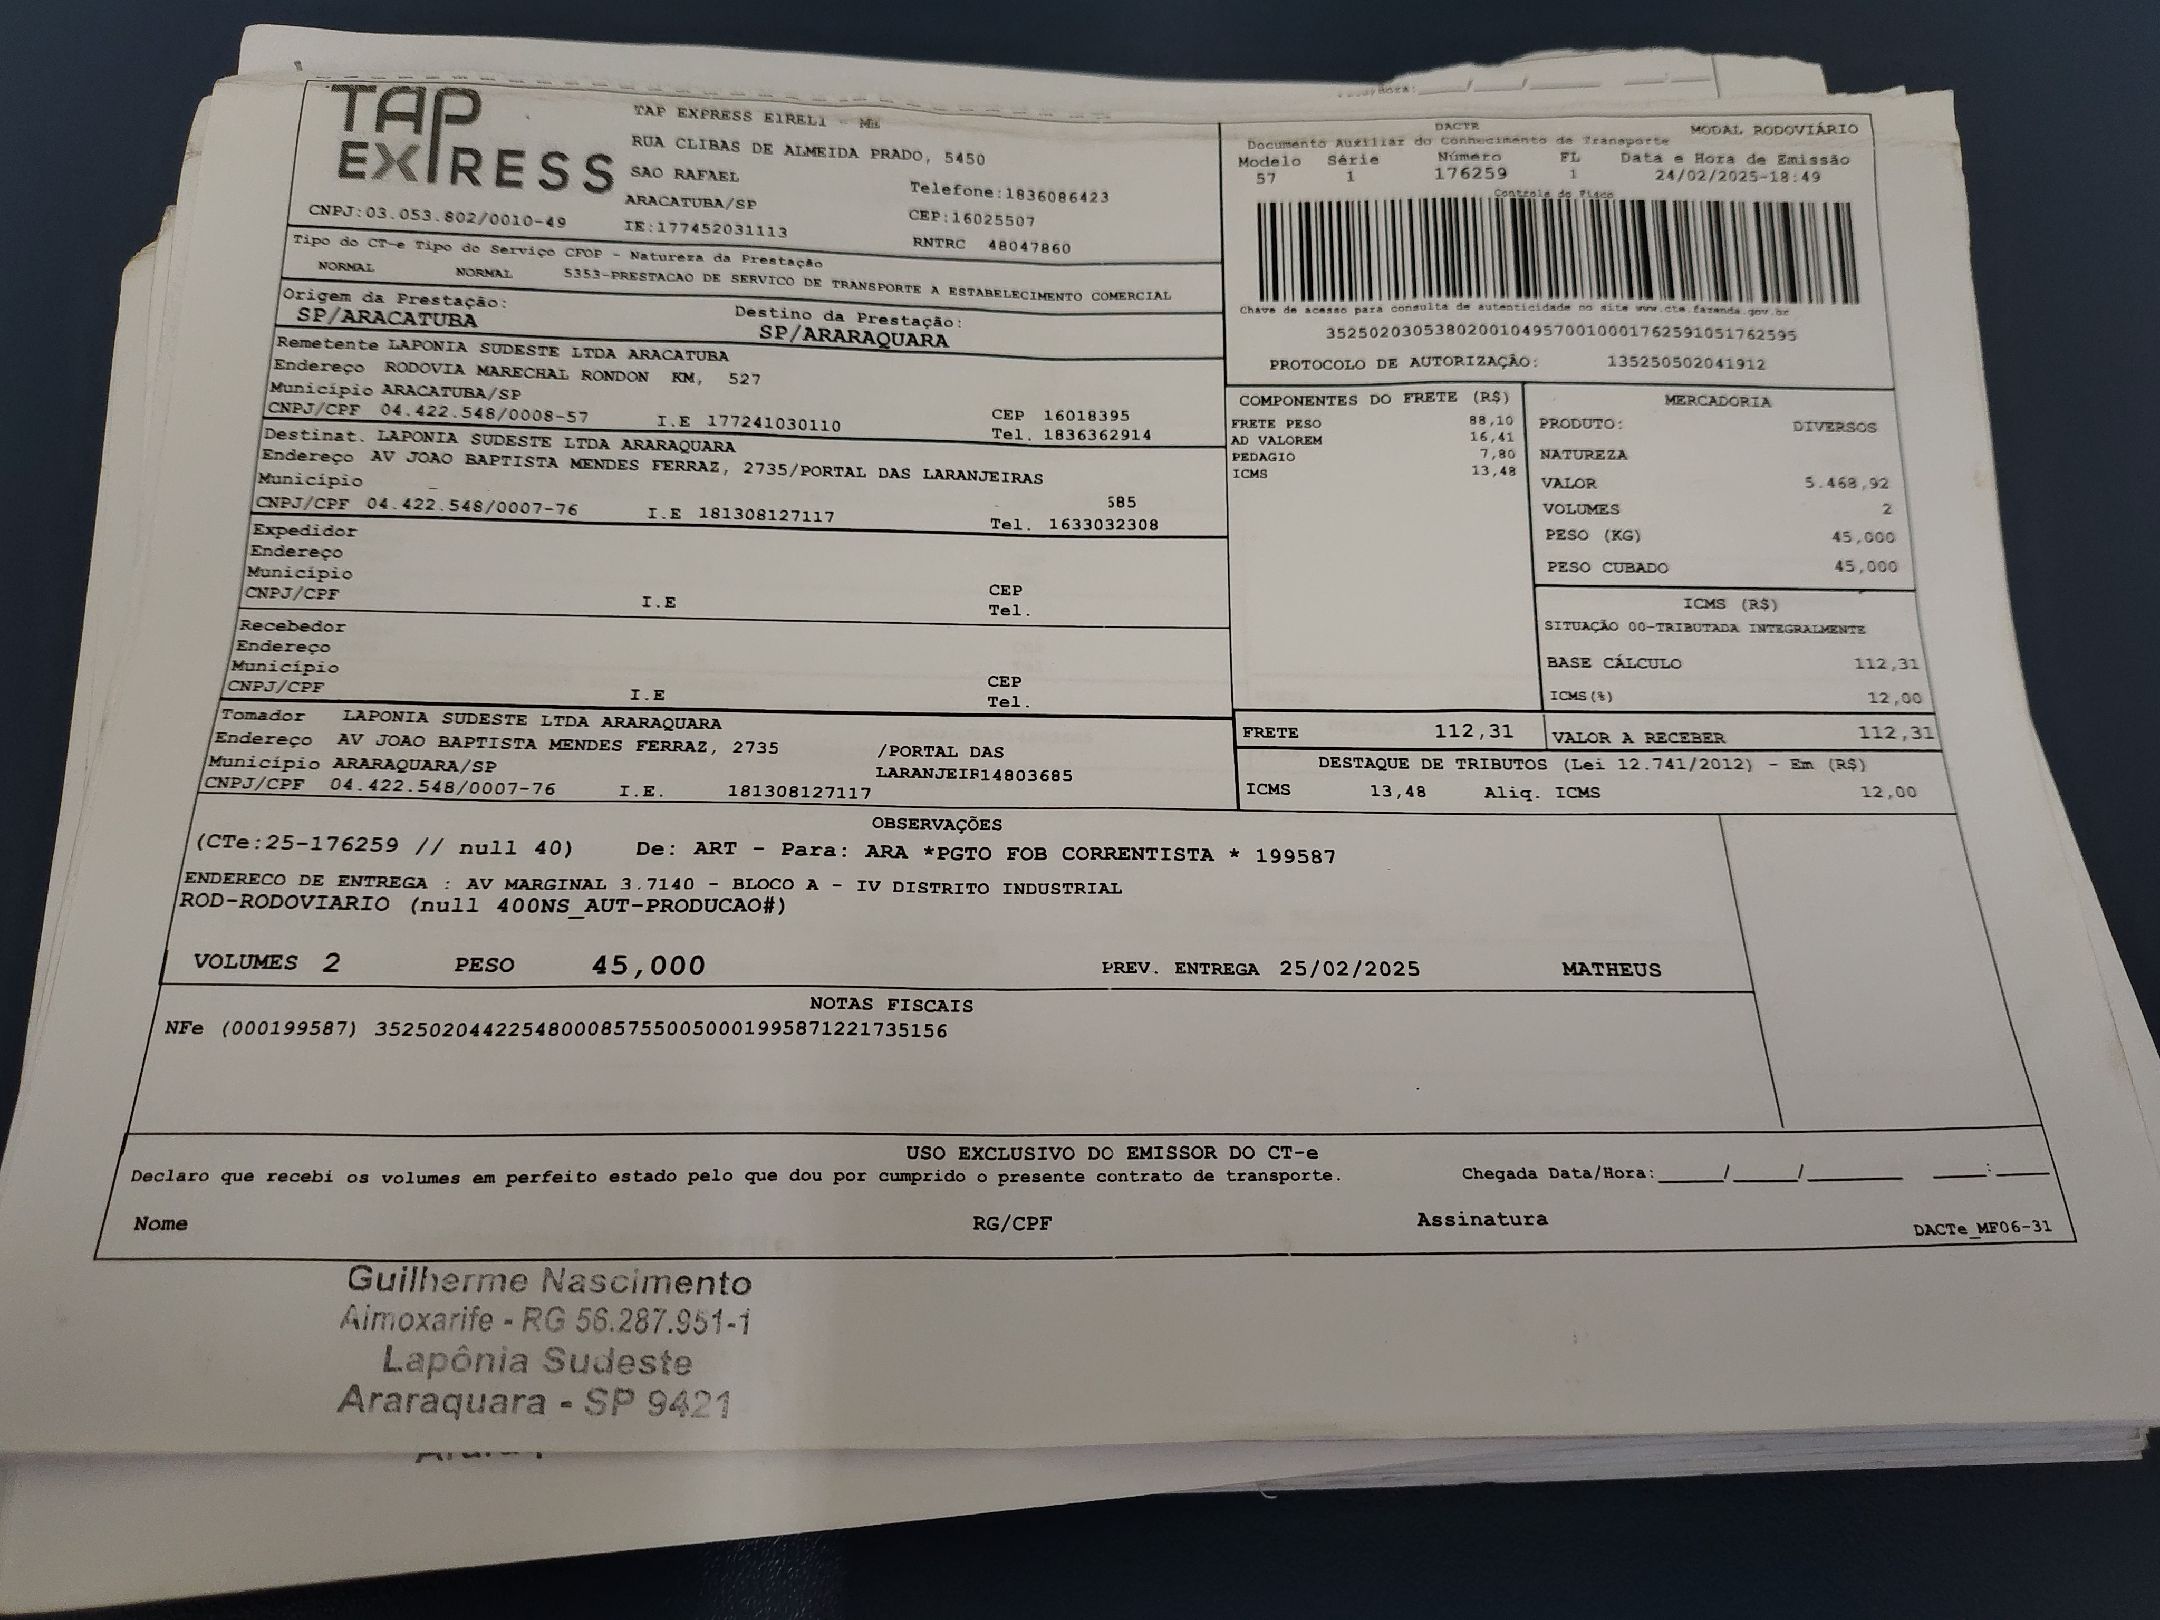 TAP EXPRESS
TAP EXPRESS EIRELI - ME
RUA CLIBAS DE ALMEIDA PRADO, 5450
SAO RAFAEL
Telefone:1836086423
ARACATUBA/SP
CEP:16025507
CNPJ:03.053.802/0010-49
IE:177452031113
RNTRC 48047860
DACTE
MODAL RODOVIÁRIO
Documento Auxiliar do Conhecimento de Transporte
Modelo Série Número FL Data e Hora de Emissão
57 1 176259 1 24/02/2025-18:49
Controle do Fisco
Chave de acesso para consulta de autenticidade no site www.cte.fazenda.gov.br
35250203053802001049570010001762591051762595
PROTOCOLO DE AUTORIZAÇÃO: 135250502041912
Tipo do CT-e Tipo do Serviço CFOP - Natureza da Prestação
NORMAL NORMAL 5353-PRESTACAO DE SERVICO DE TRANSPORTE A ESTABELECIMENTO COMERCIAL
Origem da Prestação: Destino da Prestação:
SP/ARACATUBA SP/ARARAQUARA
Remetente LAPONIA SUDESTE LTDA ARACATUBA
Endereço RODOVIA MARECHAL RONDON KM, 527
Município ARACATUBA/SP CEP 16018395
CNPJ/CPF 04.422.548/0008-57 I.E 177241030110 Tel. 1836362914
Destinat. LAPONIA SUDESTE LTDA ARARAQUARA
Endereço AV JOAO BAPTISTA MENDES FERRAZ, 2735/PORTAL DAS LARANJEIRAS
Município 585
CNPJ/CPF 04.422.548/0007-76 I.E 181308127117 Tel. 1633032308
Expedidor
Endereço
Município CEP
CNPJ/CPF I.E Tel.
Recebedor
Endereço
Município CEP
CNPJ/CPF I.E Tel.
Tomador LAPONIA SUDESTE LTDA ARARAQUARA
Endereço AV JOAO BAPTISTA MENDES FERRAZ, 2735 /PORTAL DAS
Município ARARAQUARA/SP LARANJEIR14803685
CNPJ/CPF 04.422.548/0007-76 I.E. 181308127117
COMPONENTES DO FRETE (R$)
FRETE PESO 88,10
AD VALOREM 16,41
PEDAGIO 7,80
ICMS 13,48
MERCADORIA
PRODUTO: DIVERSOS
NATUREZA
VALOR 5.468,92
VOLUMES 2
PESO (KG) 45,000
PESO CUBADO 45,000
ICMS (R$)
SITUAÇÃO 00-TRIBUTADA INTEGRALMENTE
BASE CÁLCULO 112,31
ICMS(%) 12,00
FRETE 112,31 VALOR A RECEBER 112,31
DESTAQUE DE TRIBUTOS (Lei 12.741/2012) - Em (R$)
ICMS 13,48 Aliq. ICMS 12,00
OBSERVAÇÕES
(CTe:25-176259 // null 40) De: ART - Para: ARA *PGTO FOB CORRENTISTA * 199587
ENDERECO DE ENTREGA : AV MARGINAL 3.7140 - BLOCO A - IV DISTRITO INDUSTRIAL
ROD-RODOVIARIO (null 400NS_AUT-PRODUCAO#)
VOLUMES 2 PESO 45,000 PREV. ENTREGA 25/02/2025 MATHEUS
NOTAS FISCAIS
NFe (000199587) 35250204422548000857550050001995871221735156
USO EXCLUSIVO DO EMISSOR DO CT-e
Declaro que recebi os volumes em perfeito estado pelo que dou por cumprido o presente contrato de transporte. Chegada Data/Hora:____/____/______ ____:____
Nome RG/CPF Assinatura DACTe_MF06-31
Guilherme Nascimento
Almoxarife - RG 56.287.951-1
Lapônia Sudeste
Araraquara - SP 9421